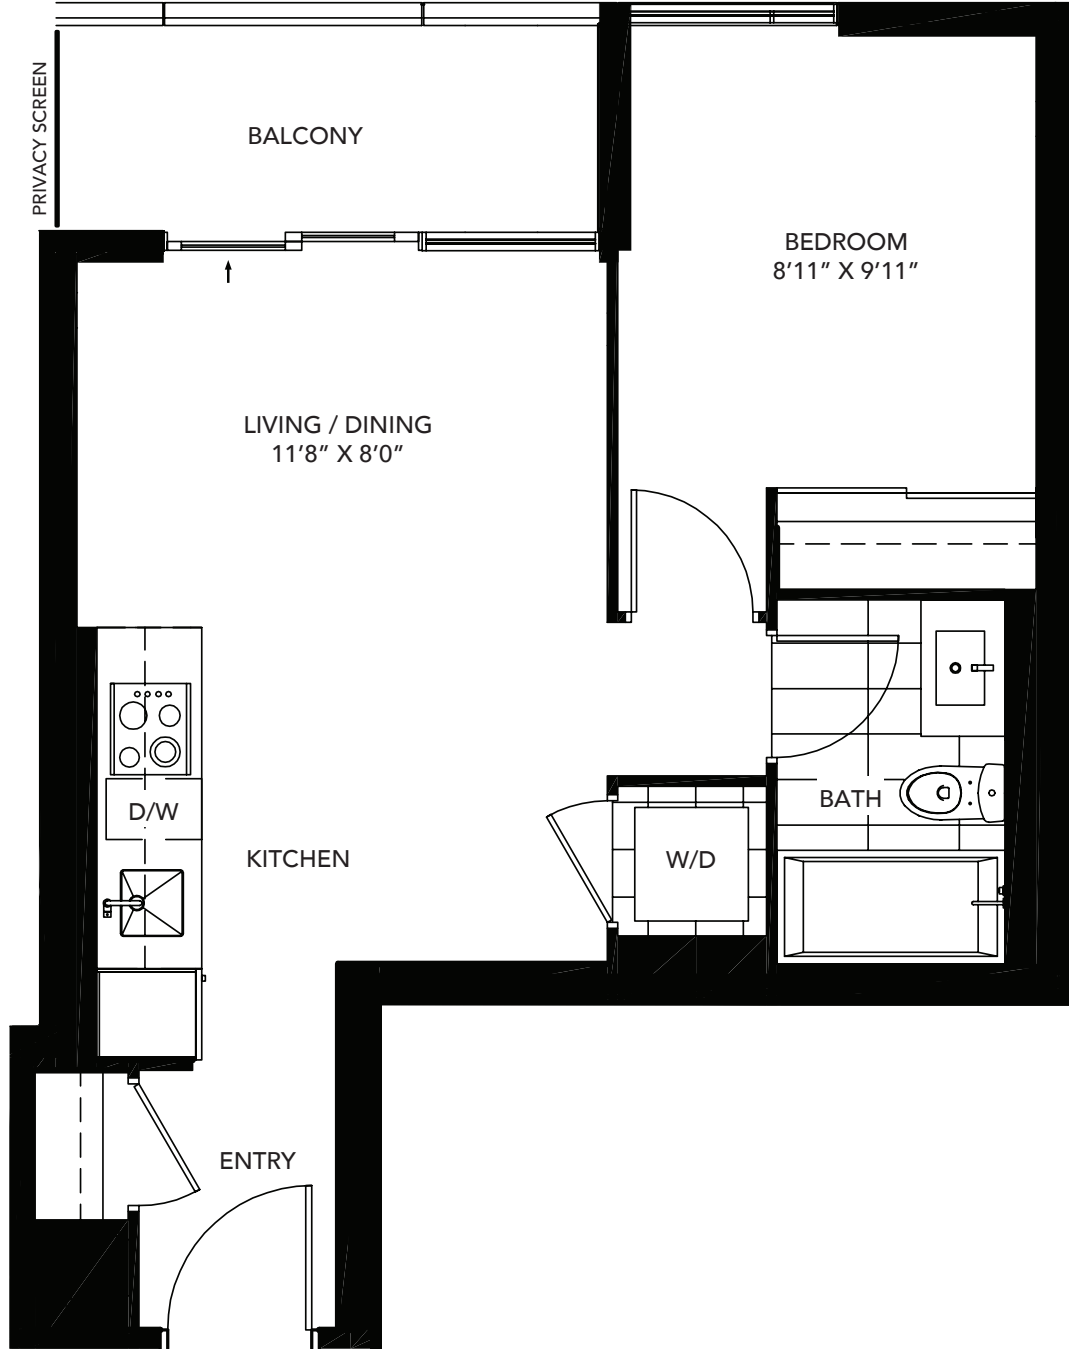 PRIVACY SCREEN
BALCONY
BEDROOM
8’11” X 9’11”
LIVING / DINING
11’8” X 8’0”
D/W
BATH
KITCHEN
W/D
ENTRY